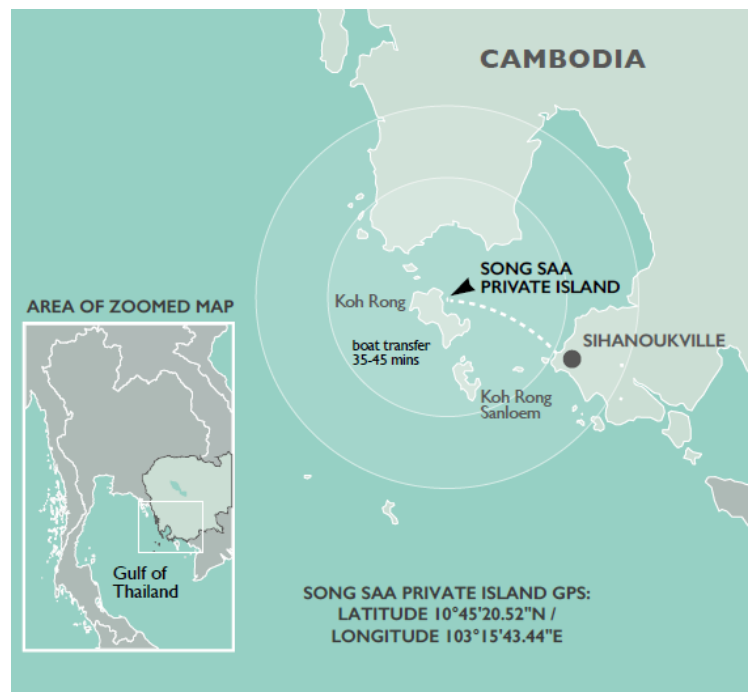 CAMBODIA
SONG SAA
PRIVATE ISLAND
Koh Rong
AREA OF ZOOMED MAP
SIHANOUKVILLE
boat transfer
35-45 mins
Koh Rong
Sanloem
Gulf of
Thailand
SONG SAA PRIVATE ISLAND GPS:
LATITUDE 10°45'20.52"N /
LONGITUDE 103°15'43.44"E